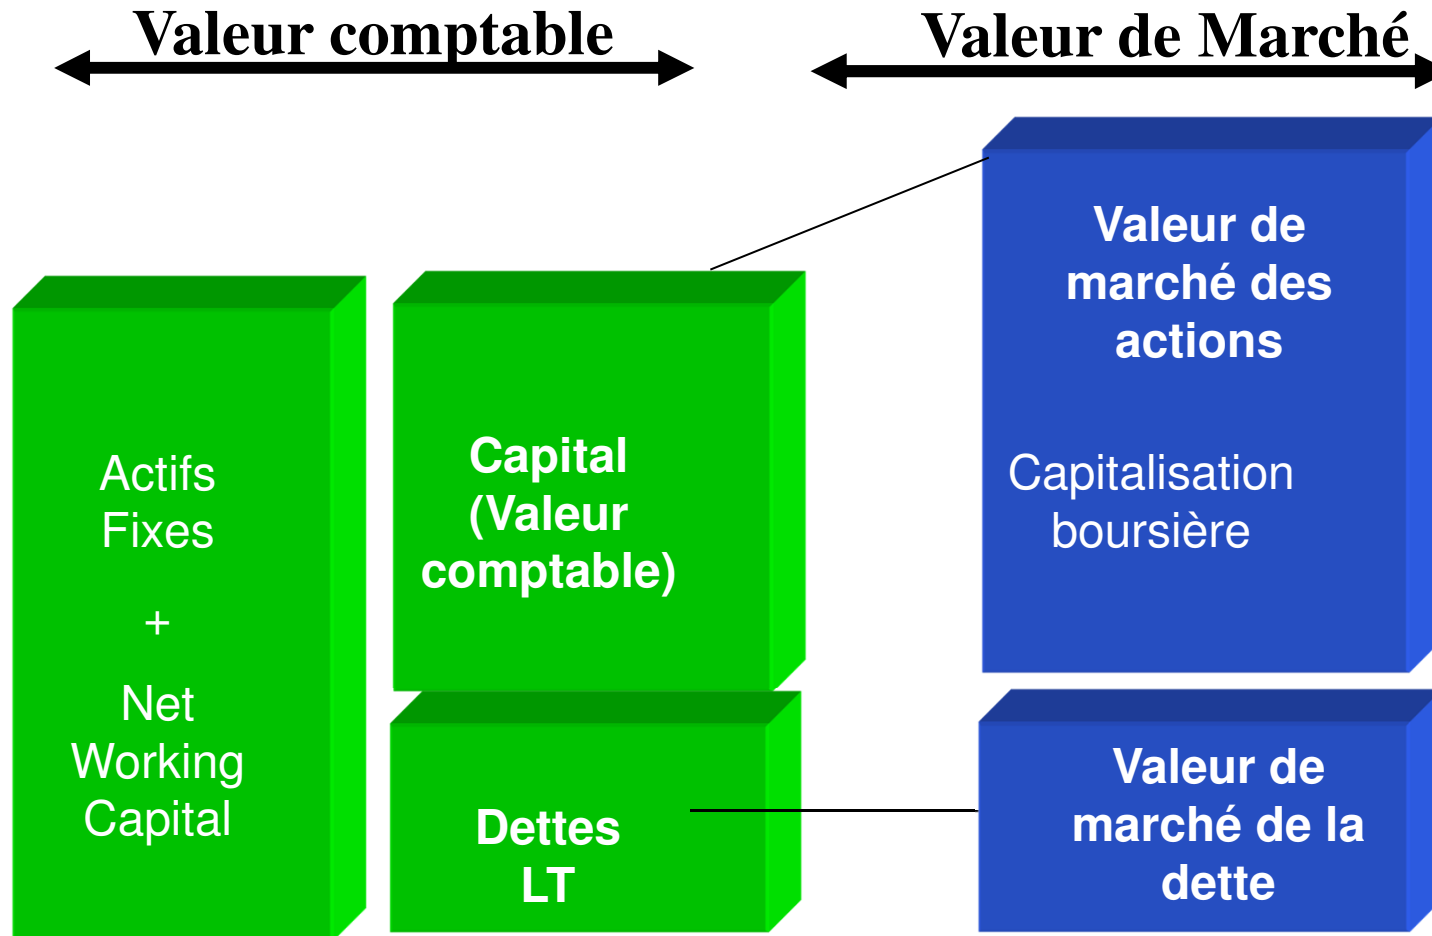 Valeur comptable
Valeur de Marché
Actifs
Fixes
+
Net
Working
Capital
Capital
(Valeur
comptable)
Dettes
LT
Valeur de
marché des
actions
Capitalisation
boursière
Valeur de
marché de la
dette